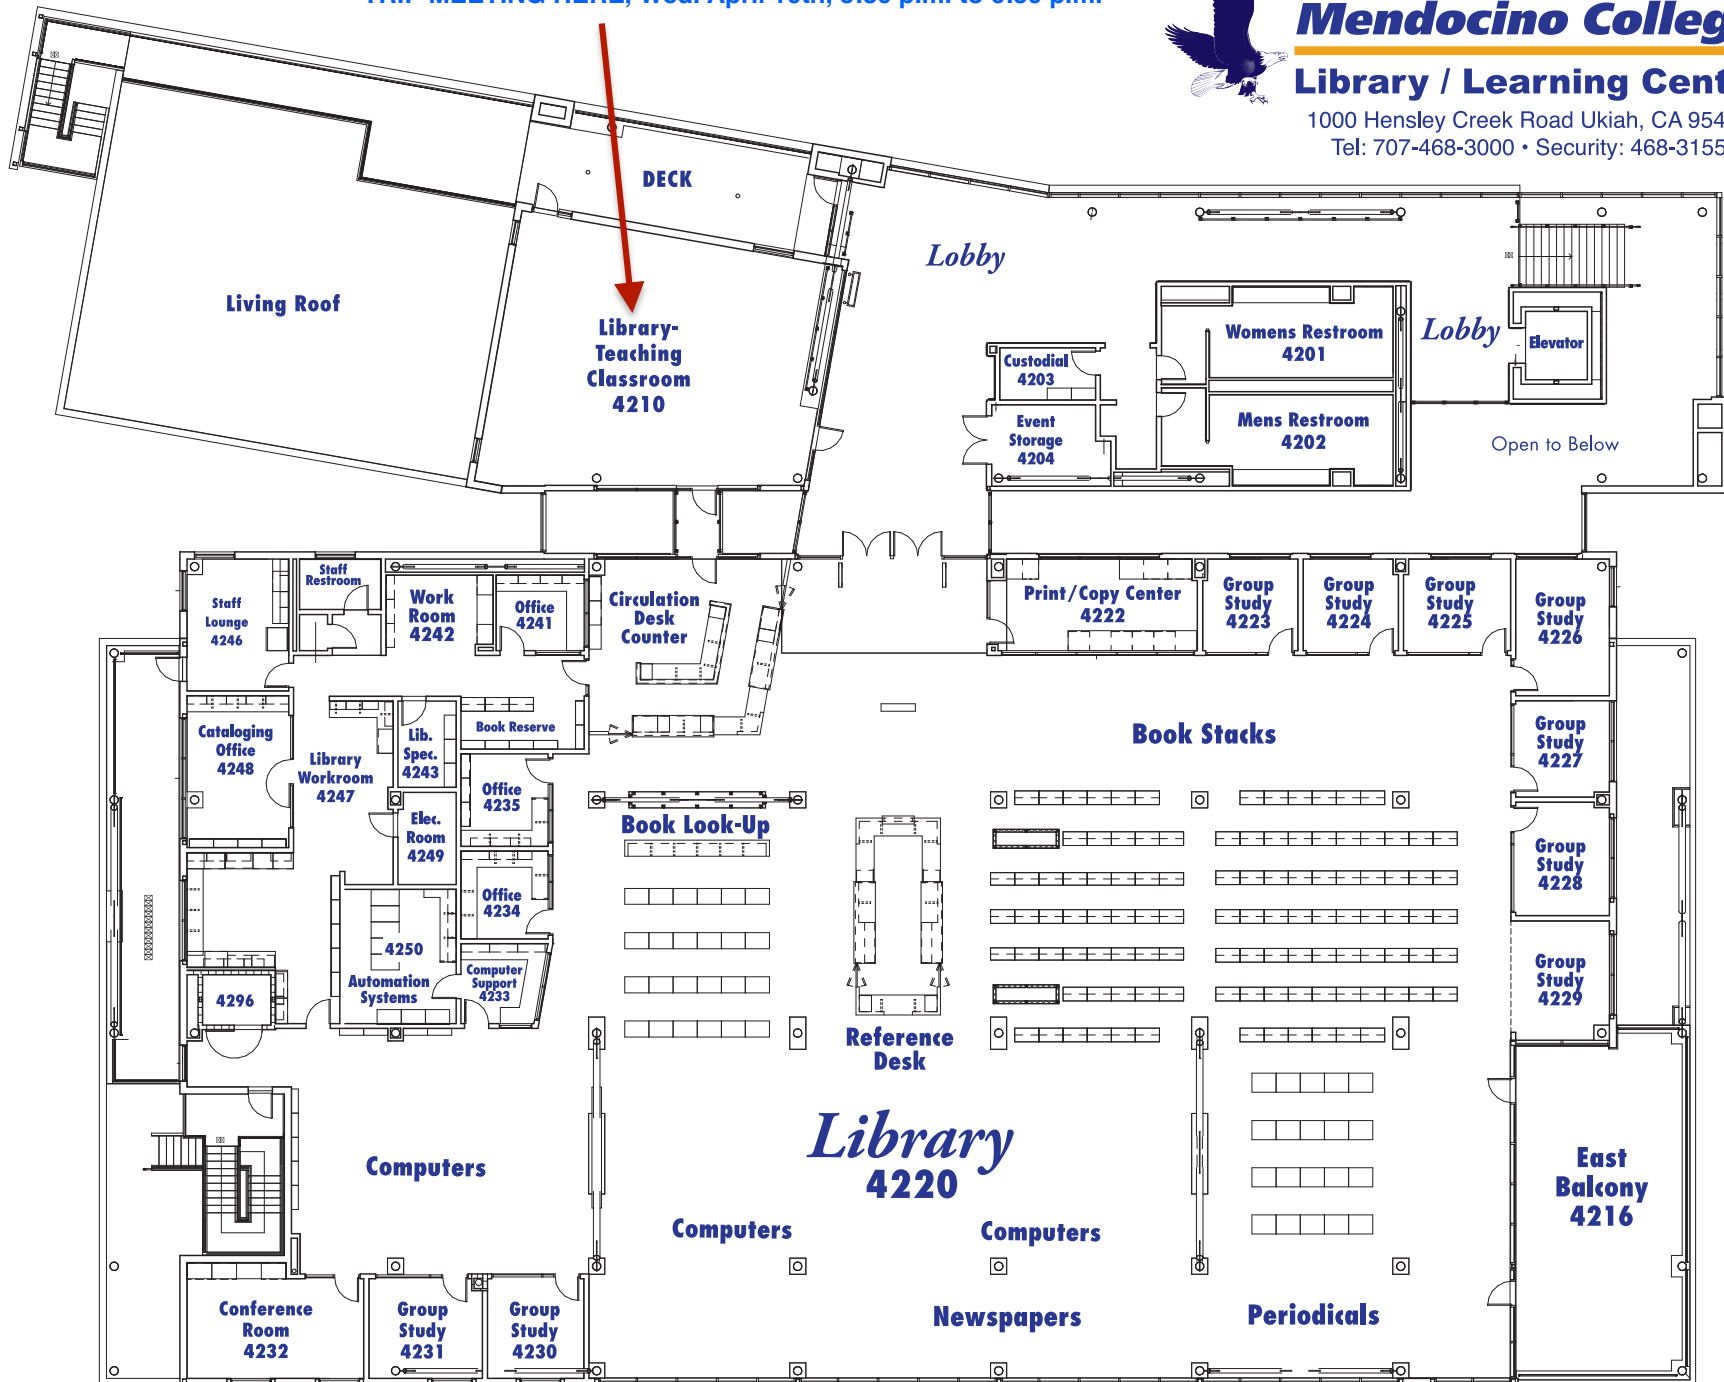 Mendocino Colleg
Library / Learning Cent
1000 Hensley Creek Road Ukiah, CA 954
Tel: 707-468-3000 • Security: 468-3155
DECK
Lobby
Living Roof
Library-
Teaching
Classroom
4210
Womens Restroom
4201
Lobby
Elevator
Custodial
4203
Mens Restroom
4202
Event
Storage
4204
Open to Below
Staff
Restroom
Staff
Lounge
4246
Work
Room
4242
Office
4241
Circulation
Desk
Counter
Print/Copy Center
4222
Group
Study
4223
Group
Study
4224
Group
Study
4225
Group
Study
4226
Cataloging
Office
4248
Library
Workroom
4247
Lib.
Spec.
4243
Book Reserve
Book Stacks
Group
Study
4227
Office
4235
Elec.
Room
4249
Book Look-Up
Group
Study
4228
Office
4234
4250
Automation
Systems
Computer
Support
4233
Group
Study
4229
4296
Reference
Desk
Library
4220
Computers
East
Balcony
4216
Computers
Computers
Conference
Room
4232
Group
Study
4231
Group
Study
4230
Newspapers
Periodicals